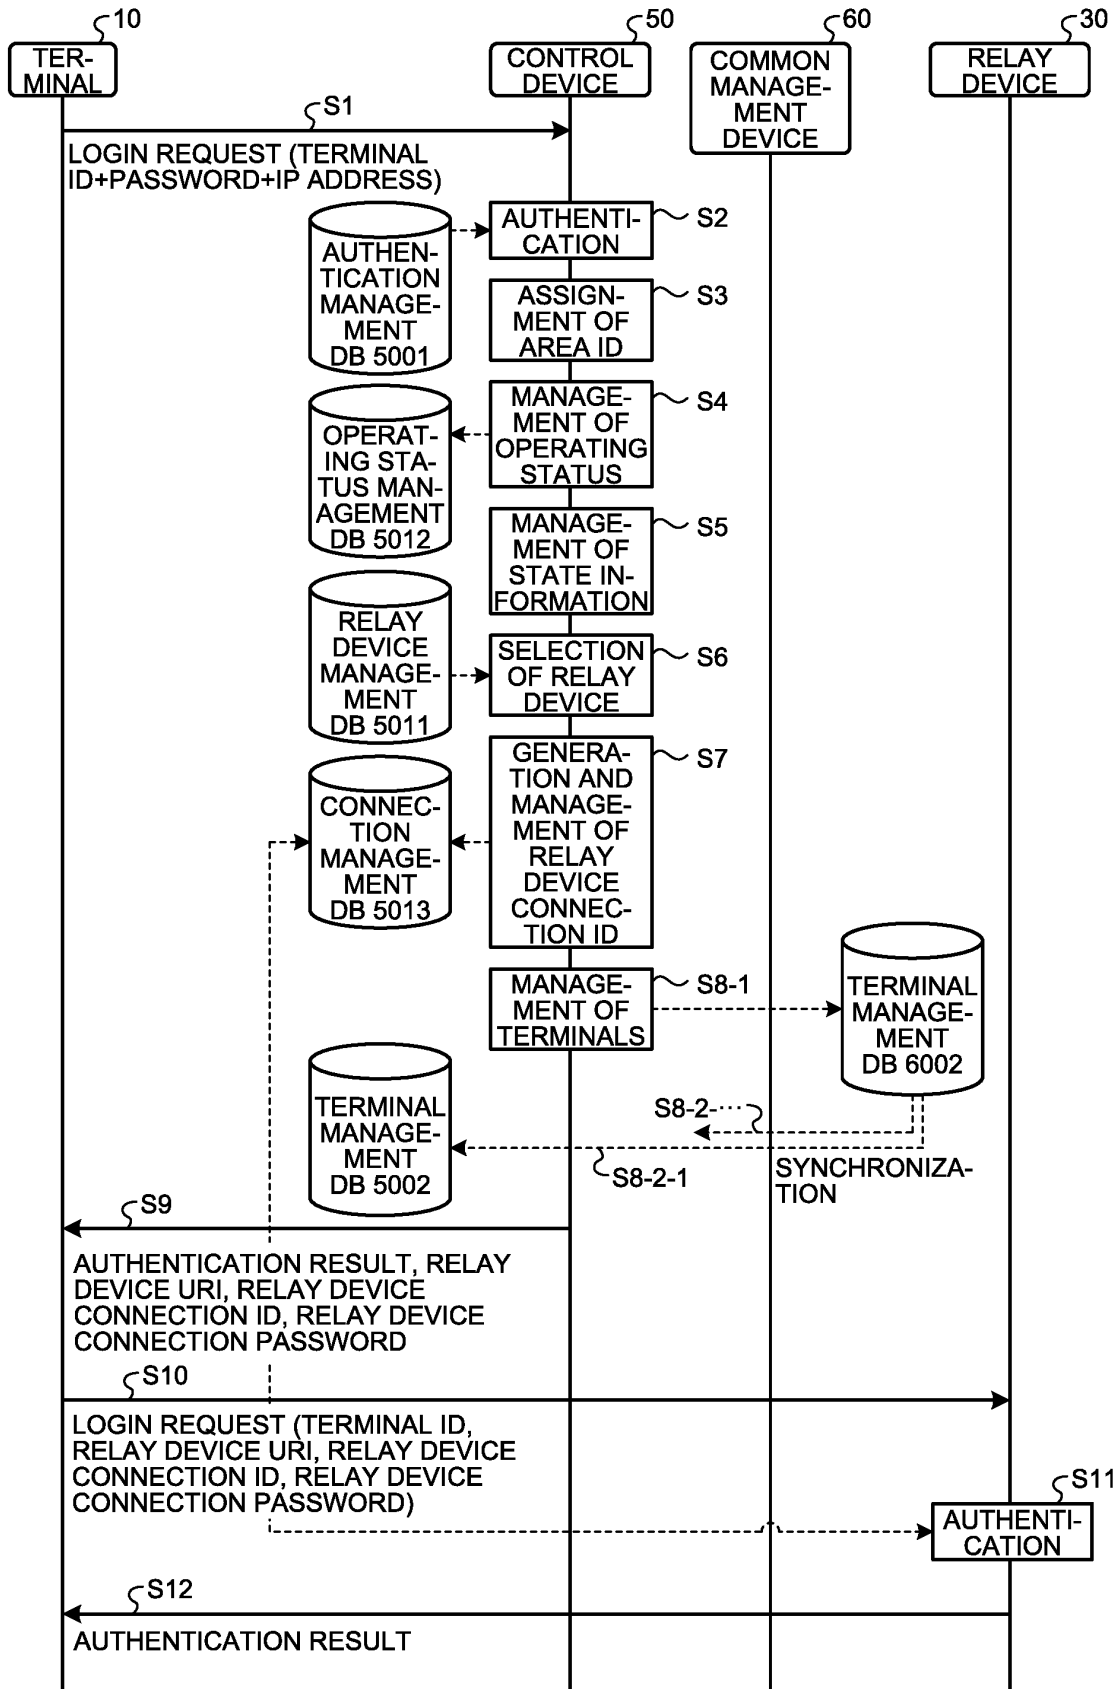 10
50
60
30
TER-
MINAL
CONTROL
DEVICE
COMMON
MANAGE-
MENT
DEVICE
RELAY
DEVICE
S1
LOGIN REQUEST (TERMINAL
ID+PASSWORD+IP ADDRESS)
AUTHEN-
TICATION
MANAGE-
MENT
DB 5001
AUTHENTI-
CATION
S2
ASSIGN-
MENT OF
AREA ID
S3
OPERAT-
ING STA-
TUS MAN-
AGEMENT
DB 5012
MANAGE-
MENT OF
OPERATING
STATUS
S4
MANAGE-
MENT OF
STATE IN-
FORMATION
S5
RELAY
DEVICE
MANAGE-
MENT
DB 5011
SELECTION
OF RELAY
DEVICE
S6
CONNEC-
TION
MANAGE-
MENT
DB 5013
GENERA-
TION AND
MANAGE-
MENT OF
RELAY
DEVICE
CONNEC-
TION ID
S7
MANAGE-
MENT OF
TERMINALS
S8-1
TERMINAL
MANAGE-
MENT
DB 6002
TERMINAL
MANAGE-
MENT
DB 5002
S8-2-···
S8-2-1
SYNCHRONIZA-
TION
S9
AUTHENTICATION RESULT, RELAY
DEVICE URI, RELAY DEVICE
CONNECTION ID, RELAY DEVICE
CONNECTION PASSWORD
S10
LOGIN REQUEST (TERMINAL ID,
RELAY DEVICE URI, RELAY DEVICE
CONNECTION ID, RELAY DEVICE
CONNECTION PASSWORD)
S11
AUTHENTI-
CATION
S12
AUTHENTICATION RESULT